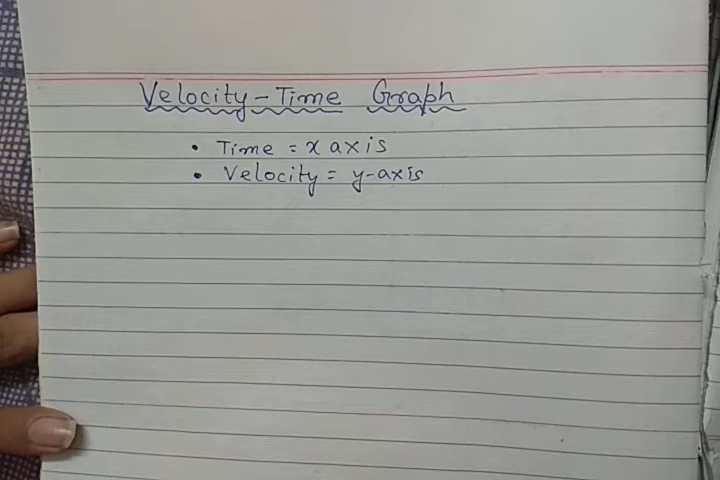 Velocity-Time Graph
• Time = x axis
• Velocity = y-axis